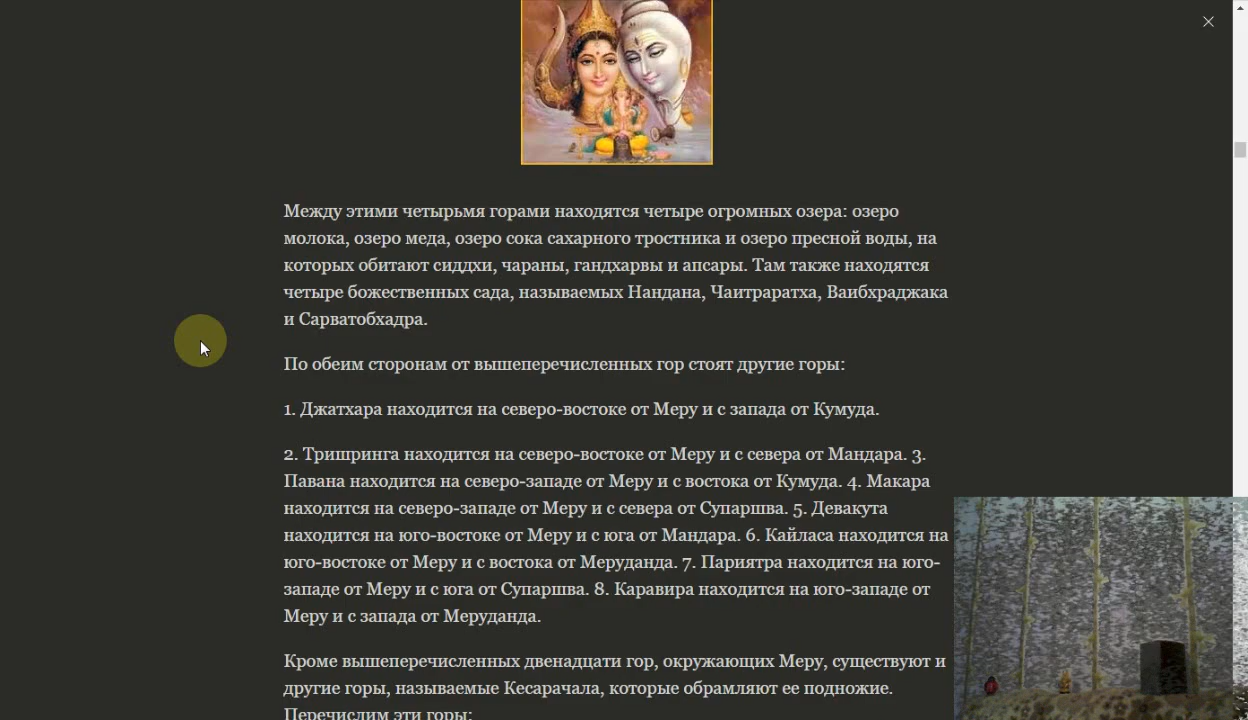 Между этими четырьмя горами находятся четыре огромных озера: озеро
молока, озеро меда, озеро сока сахарного тростника и озеро пресной воды, на
которых обитают сиддхи, чараны, гандхарвы и апсары. Там также находятся
четыре божественных сада, называемых Нандана, Чаитраратха, Ваибхраджака
и Сарватобхадра.
По обеим сторонам от вышеперечисленных гор стоят другие горы:
1. Джатхара находится на северо-востоке от Меру и с запада от Кумуда.
2. Тришринга находится на северо-востоке от Меру и с севера от Мандара. 3.
Павана находится на северо-западе от Меру и с востока от Кумуда. 4. Макара
находится на северо-западе от Меру и с севера от Супаршва. 5. Девакута
находится на юго-востоке от Меру и с юга от Мандара. 6. Кайласа находится на
юго-востоке от Меру и с востока от Меруданда. 7. Париятра находится на юго-
западе от Меру и с юга от Супаршва. 8. Каравира находится на юго-западе от
Меру и с запада от Меруданда.
Кроме вышеперечисленных двенадцати гор, окружающих Меру, существуют и
другие горы, называемые Кесарачала, которые обрамляют ее подножие.
Перечислим эти горы: